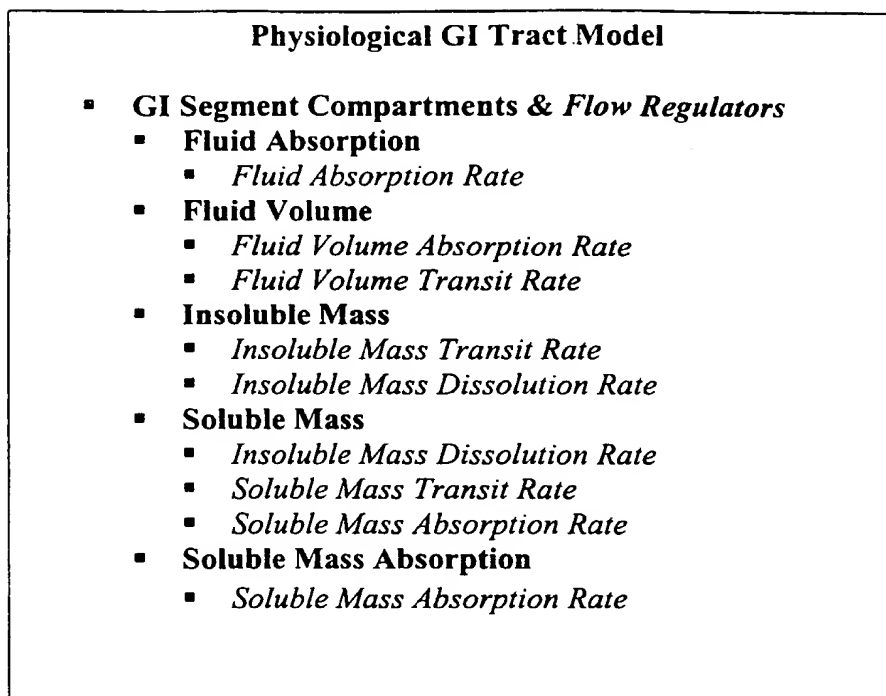 Physiological GI Tract Model
▪ GI Segment Compartments & Flow Regulators
▪ Fluid Absorption
▪ Fluid Absorption Rate
▪ Fluid Volume
▪ Fluid Volume Absorption Rate
▪ Fluid Volume Transit Rate
▪ Insoluble Mass
▪ Insoluble Mass Transit Rate
▪ Insoluble Mass Dissolution Rate
▪ Soluble Mass
▪ Insoluble Mass Dissolution Rate
▪ Soluble Mass Transit Rate
▪ Soluble Mass Absorption Rate
▪ Soluble Mass Absorption
▪ Soluble Mass Absorption Rate